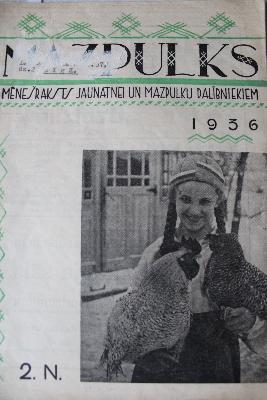 MAZPULKS
MĒNEŠRAKSTS JAUNATNEI UN MAZPULKU DALĪBNIEKIEM
1936
2. N.